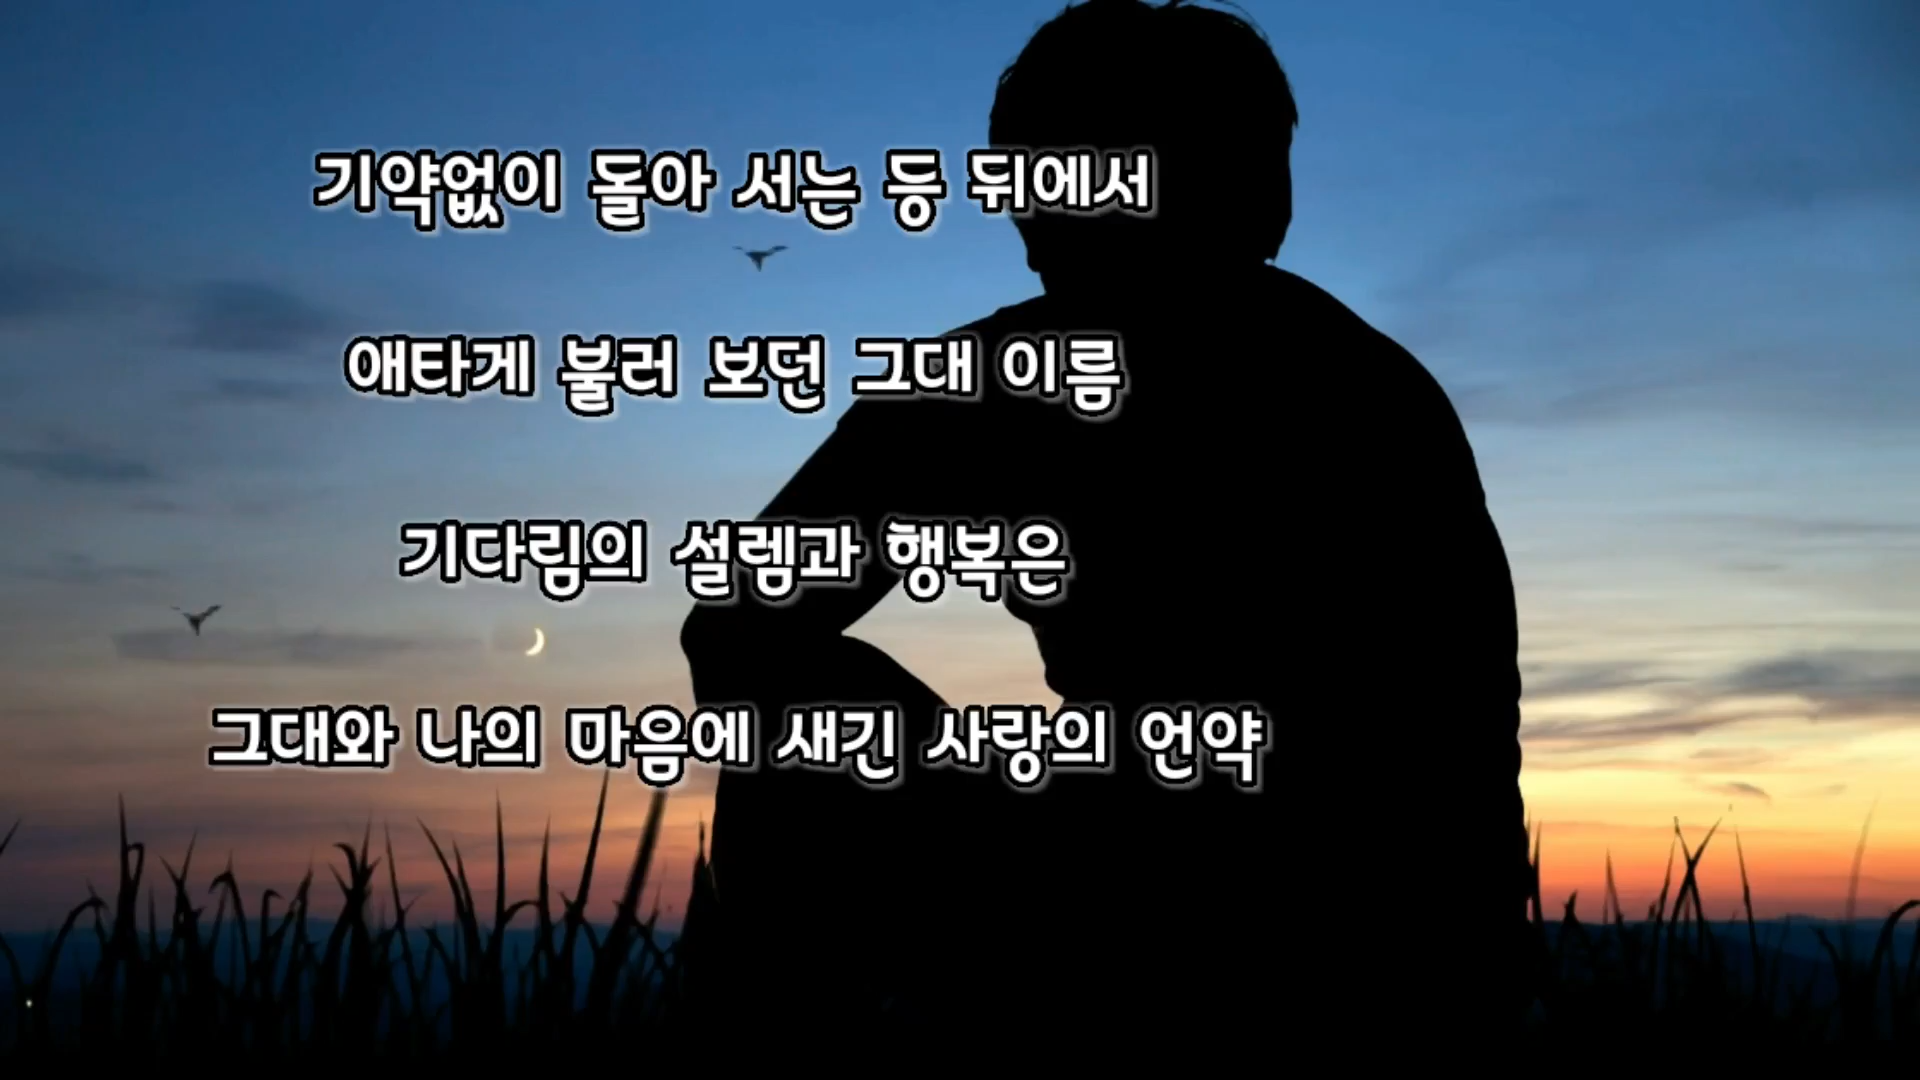 기약없이 돌아 서는 등 뒤에서
애타게 불러 보던 그대 이름
기다림의 설렘과 행복은
그대와 나의 마음에 새긴 사랑의 언약